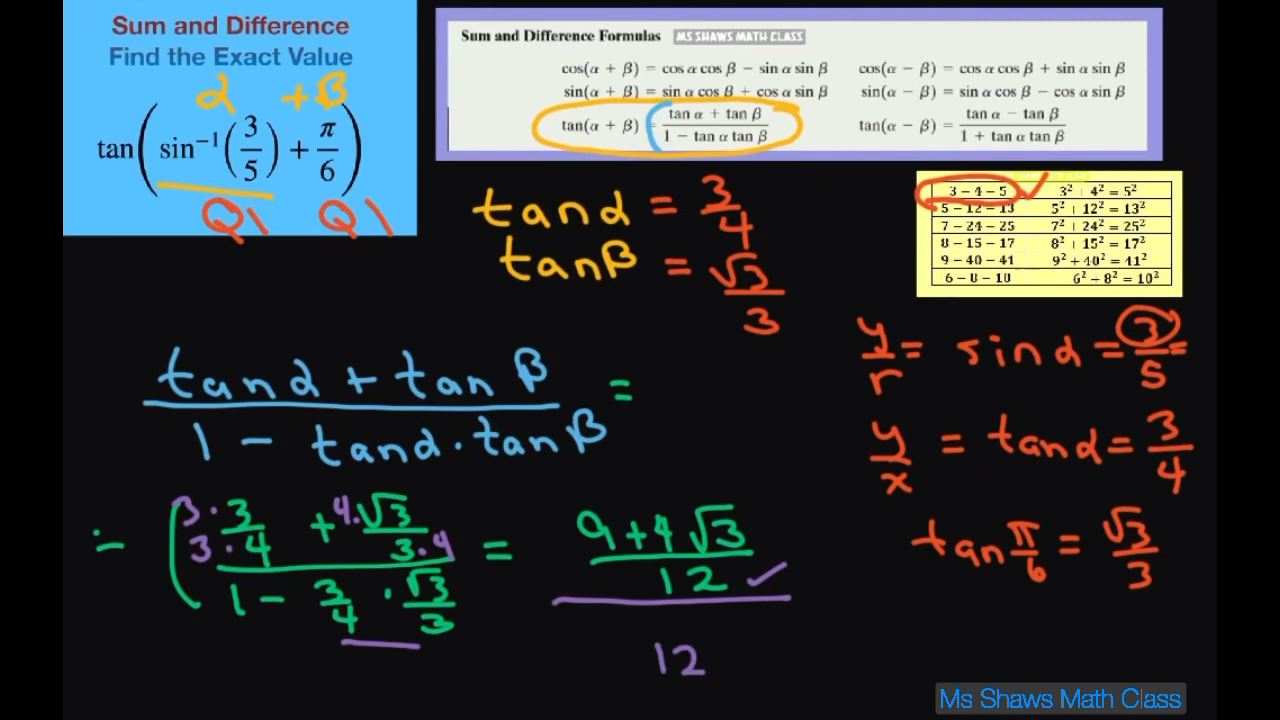 Sum and Difference
Find the Exact Value
α + β
tan(sin⁻¹(3/5) + π/6)
Q1 Q1
Sum and Difference Formulas MS SHAWS MATH CLASS
cos(α + β) = cos α cos β − sin α sin β
cos(α − β) = cos α cos β + sin α sin β
sin(α + β) = sin α cos β + cos α sin β
sin(α − β) = sin α cos β − cos α sin β
tan(α + β) = (tan α + tan β)/(1 − tan α tan β)
tan(α − β) = (tan α − tan β)/(1 + tan α tan β)
3 – 4 – 5 3² + 4² = 5²
5 – 12 – 13 5² + 12² = 13²
7 – 24 – 25 7² + 24² = 25²
8 – 15 – 17 8² + 15² = 17²
9 – 40 – 41 9² + 40² = 41²
6 – 8 – 10 6² + 8² = 10²
tanα = 3/4
tanβ = √3/3
y/r = sinα = 3/5 =
y/x = tanα = 3/4
tan π/6 = √3/3
(tanα + tanβ)/(1 − tanα · tanβ) =
= ((3·3)/(3·4) + (4·√3)/(3·4))/(1 − 3/4 · √3/3) = ((9+4√3)/12)/12
Ms Shaws Math Class